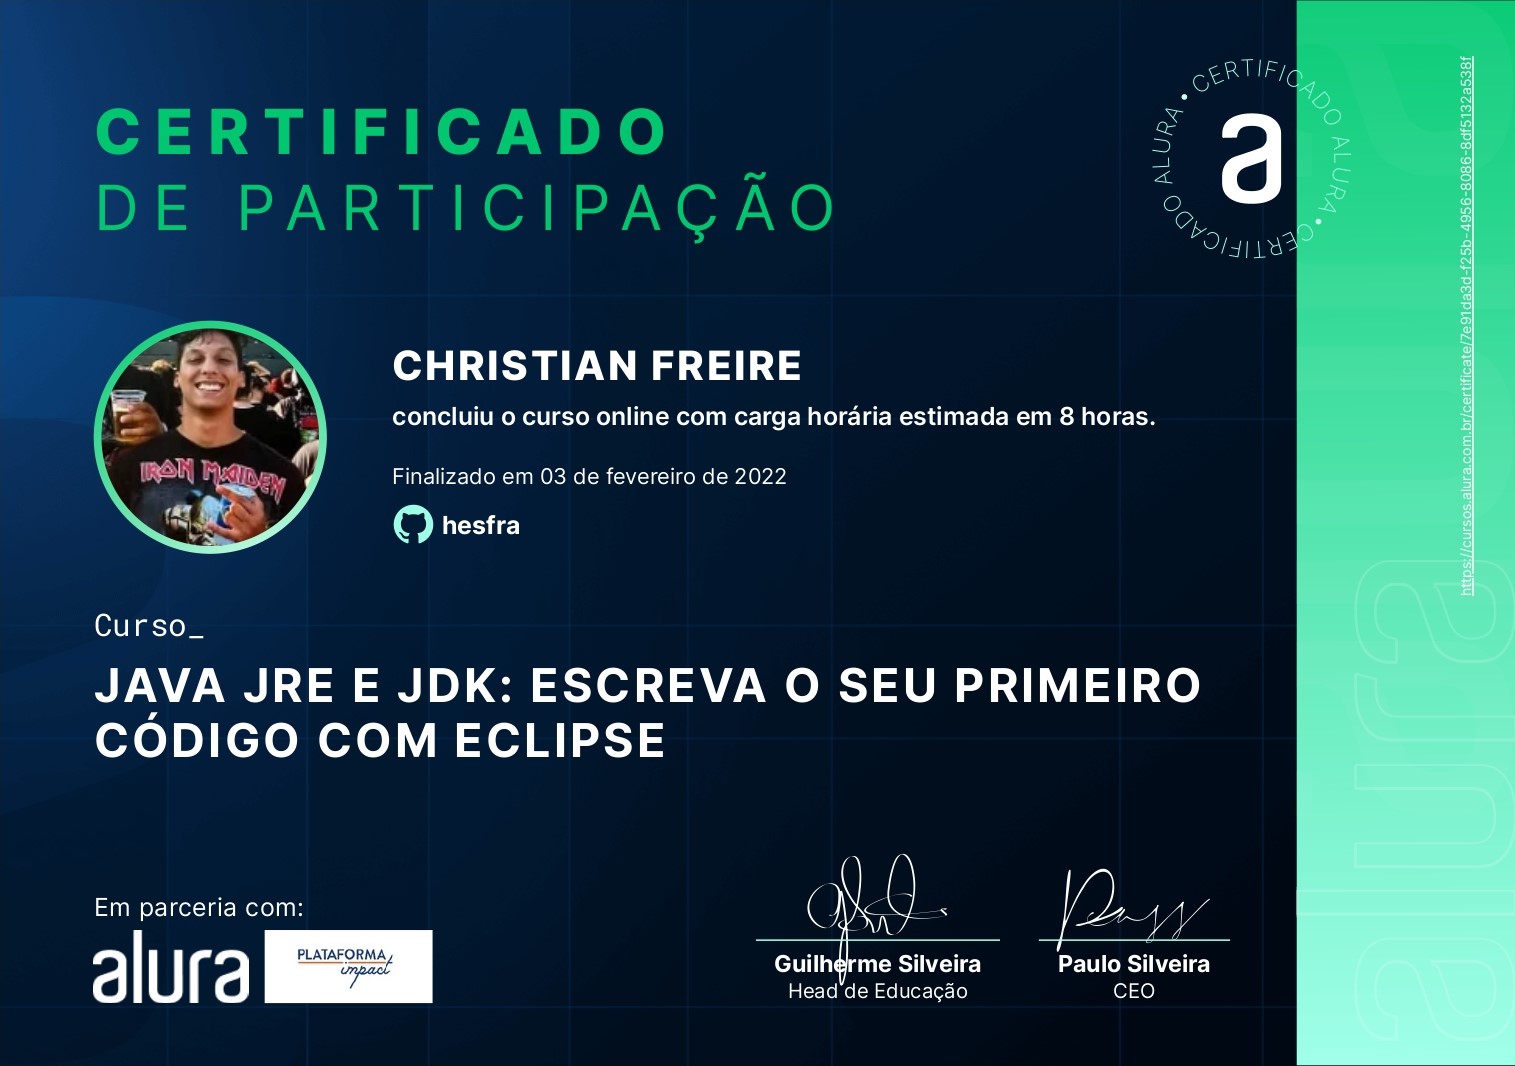 CERTIFICADO
DE PARTICIPAÇÃO
CERTIFICADO ALURA • CERTIFICADO ALURA •
a
https://cursos.alura.com.br/certificate/7e91da3d-f25b-4956-8086-8df5132a538f
CHRISTIAN FREIRE
concluiu o curso online com carga horária estimada em 8 horas.
Finalizado em 03 de fevereiro de 2022
hesfra
IRON MAIDEN
Curso_
JAVA JRE E JDK: ESCREVA O SEU PRIMEIRO
CÓDIGO COM ECLIPSE
Em parceria com:
alura
PLATAFORMA
impact
Guilherme Silveira
Head de Educação
Paulo Silveira
CEO
alura